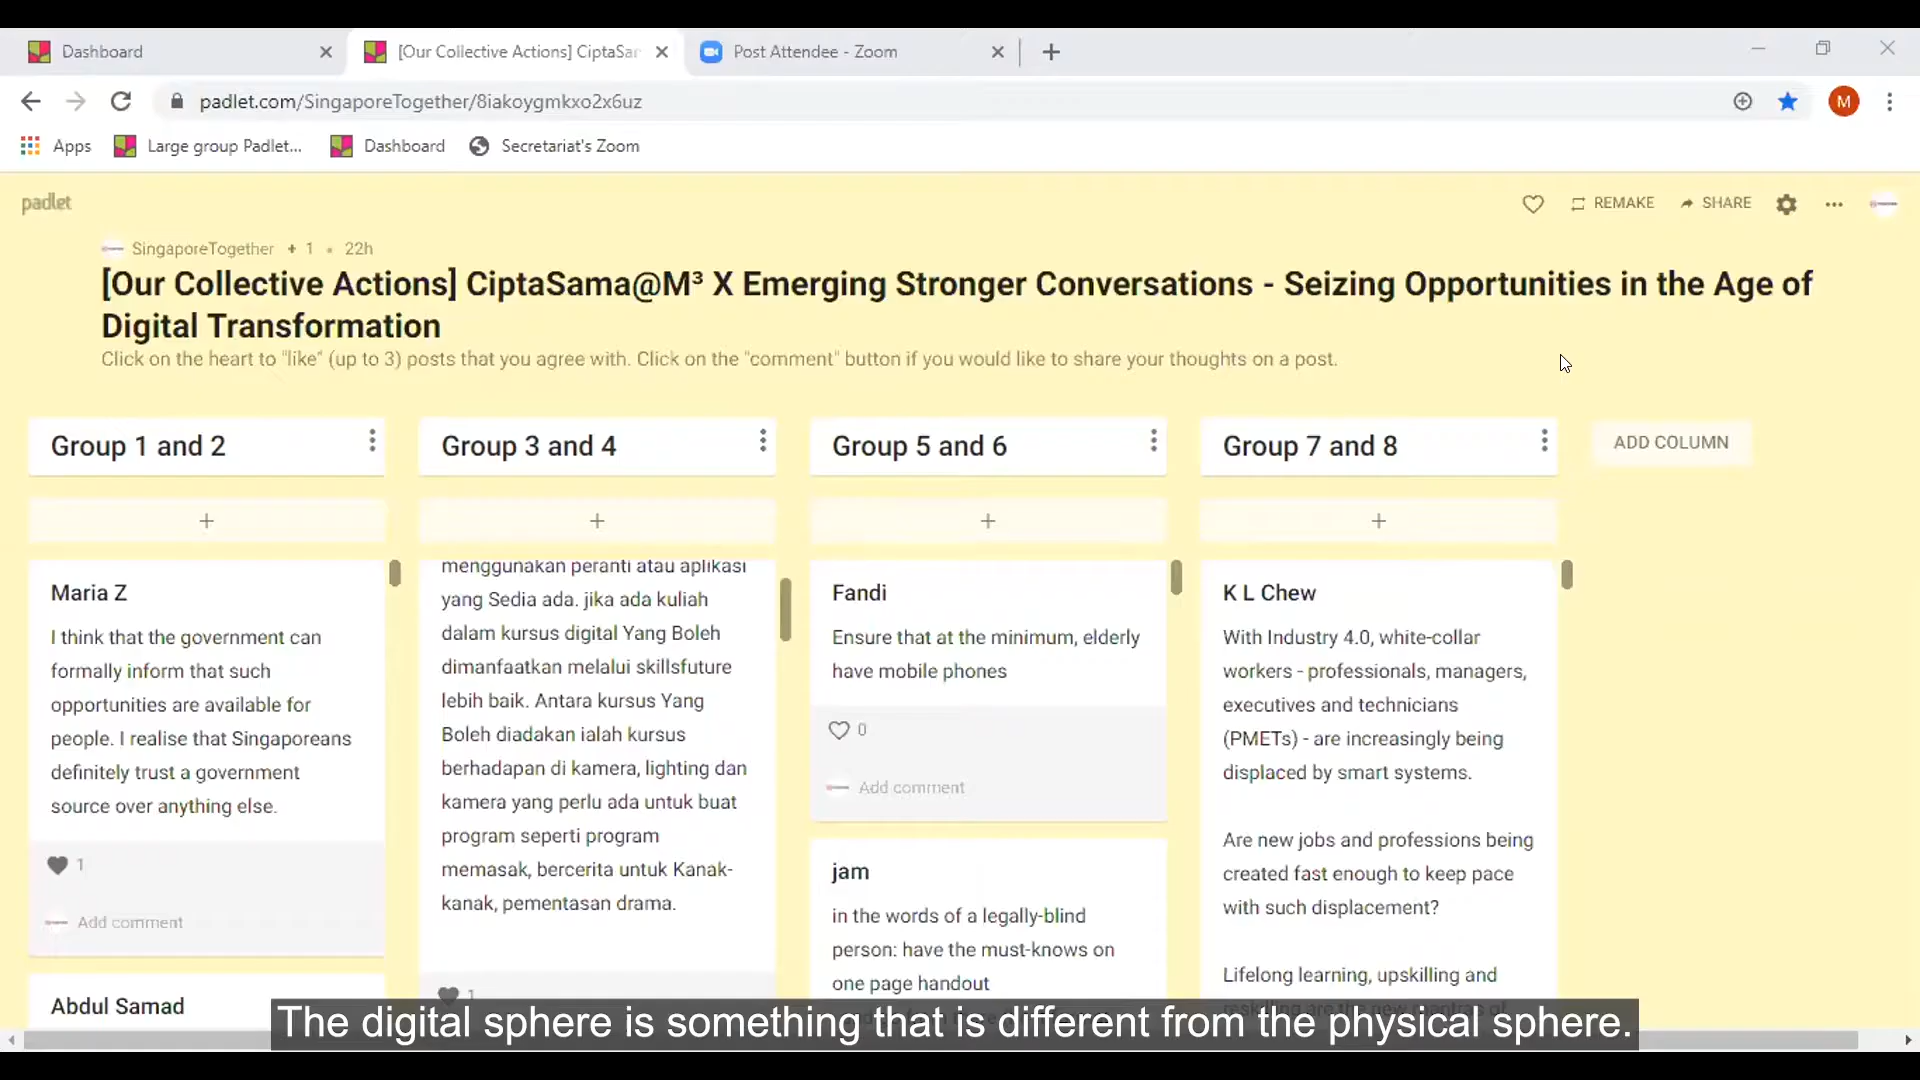 Dashboard
[Our Collective Actions] CiptaSa
Post Attendee - Zoom
padlet.com/SingaporeTogether/8iakoygmkxo2x6uz
M
Apps
Large group Padlet...
Dashboard
Secretariat's Zoom
padlet
REMAKE
SHARE
SingaporeTogether + 1 • 22h
[Our Collective Actions] CiptaSama@M³ X Emerging Stronger Conversations - Seizing Opportunities in the Age of
Digital Transformation
Click on the heart to "like" (up to 3) posts that you agree with. Click on the "comment" button if you would like to share your thoughts on a post.
Group 1 and 2
Group 3 and 4
Group 5 and 6
Group 7 and 8
ADD COLUMN
+
+
+
+
Maria Z
I think that the government can
formally inform that such
opportunities are available for
people. I realise that Singaporeans
definitely trust a government
source over anything else.
1
Add comment
Abdul Samad
menggunakan peranti atau aplikasi
yang Sedia ada. jika ada kuliah
dalam kursus digital Yang Boleh
dimanfaatkan melalui skillsfuture
lebih baik. Antara kursus Yang
Boleh diadakan ialah kursus
berhadapan di kamera, lighting dan
kamera yang perlu ada untuk buat
program seperti program
memasak, bercerita untuk Kanak-
kanak, pementasan drama.
1
Fandi
Ensure that at the minimum, elderly
have mobile phones
0
Add comment
jam
in the words of a legally-blind
person: have the must-knows on
one page handout
K L Chew
With Industry 4.0, white-collar
workers - professionals, managers,
executives and technicians
(PMETs) - are increasingly being
displaced by smart systems.
Are new jobs and professions being
created fast enough to keep pace
with such displacement?
Lifelong learning, upskilling and
reskilling are the new mantras of
The digital sphere is something that is different from the physical sphere.